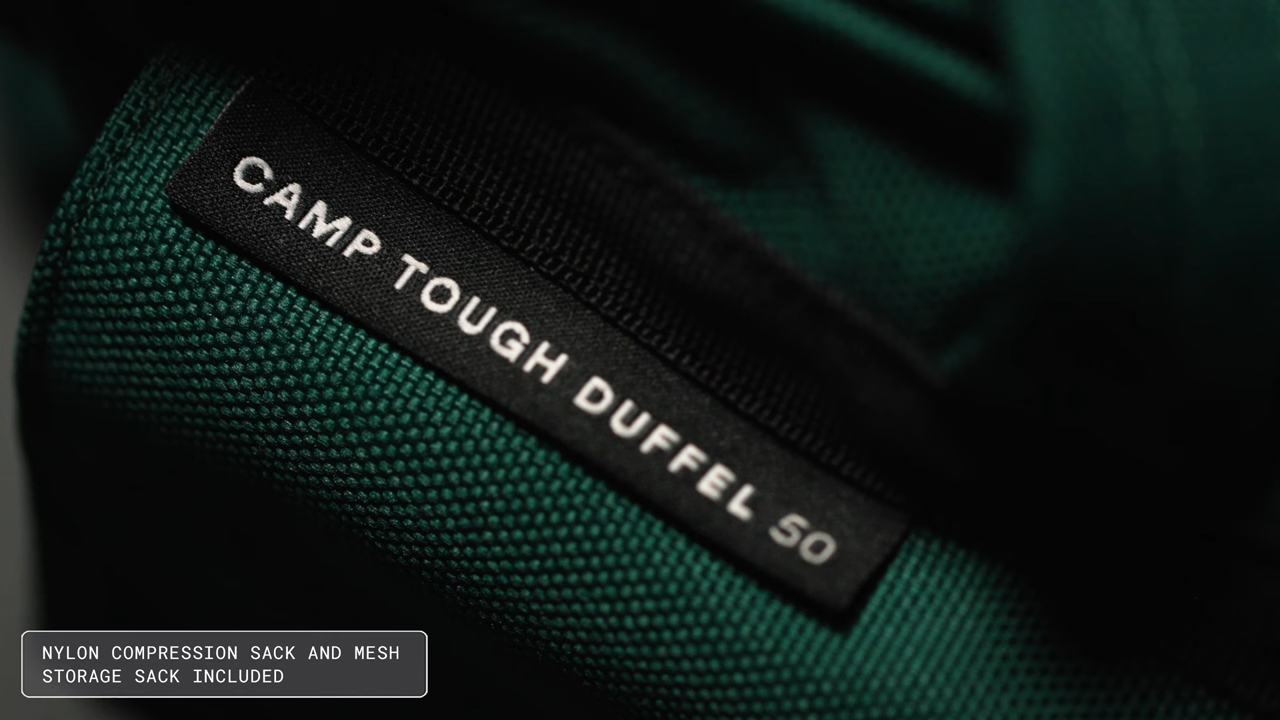 CAMP TOUGH DUFFEL 50
NYLON COMPRESSION SACK AND MESH
STORAGE SACK INCLUDED